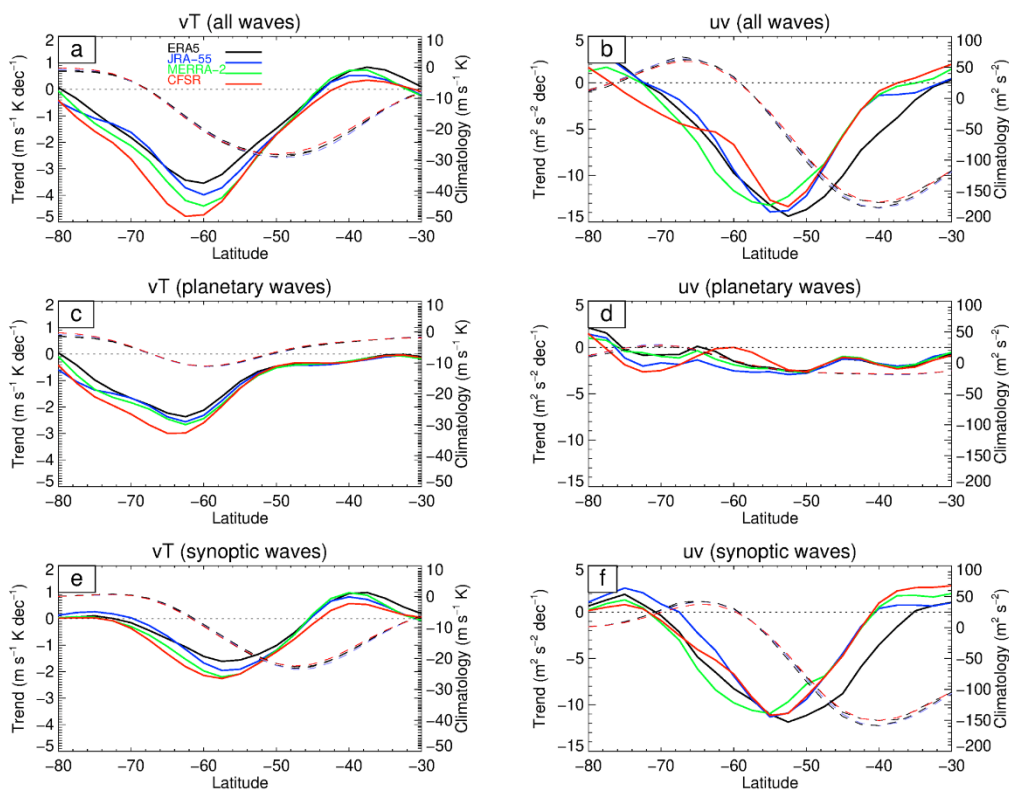 vT (all waves)
a
ERA5
JRA-55
MERRA-2
CFSR
Trend (m s⁻¹ K dec⁻¹)
2
1
0
-1
-2
-3
-4
-5
10
0
-10
-20
-30
-40
-50
Climatology (m s⁻¹ K)
-80 -70 -60 -50 -40 -30
Latitude
uv (all waves)
b
Trend (m² s⁻² dec⁻¹)
5
0
-5
-10
-15
100
50
0
-50
-100
-150
-200
Climatology (m² s⁻²)
-80 -70 -60 -50 -40 -30
Latitude
vT (planetary waves)
c
Trend (m s⁻¹ K dec⁻¹)
2
1
0
-1
-2
-3
-4
-5
10
0
-10
-20
-30
-40
-50
Climatology (m s⁻¹ K)
-80 -70 -60 -50 -40 -30
Latitude
uv (planetary waves)
d
Trend (m² s⁻² dec⁻¹)
5
0
-5
-10
-15
100
50
0
-50
-100
-150
-200
Climatology (m² s⁻²)
-80 -70 -60 -50 -40 -30
Latitude
vT (synoptic waves)
e
Trend (m s⁻¹ K dec⁻¹)
2
1
0
-1
-2
-3
-4
-5
10
0
-10
-20
-30
-40
-50
Climatology (m s⁻¹ K)
-80 -70 -60 -50 -40 -30
Latitude
uv (synoptic waves)
f
Trend (m² s⁻² dec⁻¹)
5
0
-5
-10
-15
100
50
0
-50
-100
-150
-200
Climatology (m² s⁻²)
-80 -70 -60 -50 -40 -30
Latitude